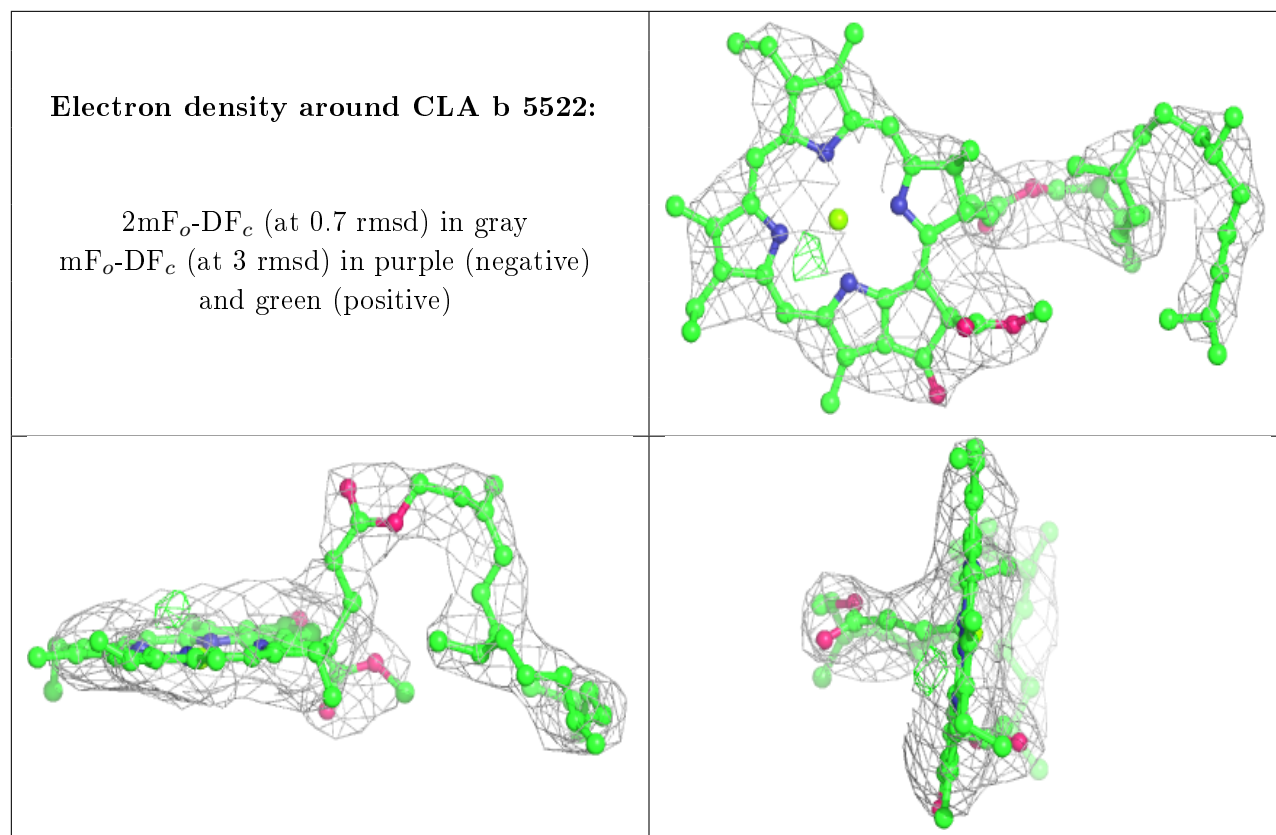 Electron density around CLA b 5522:
2mFₒ-DF𝒸 (at 0.7 rmsd) in gray
mFₒ-DF𝒸 (at 3 rmsd) in purple (negative)
and green (positive)